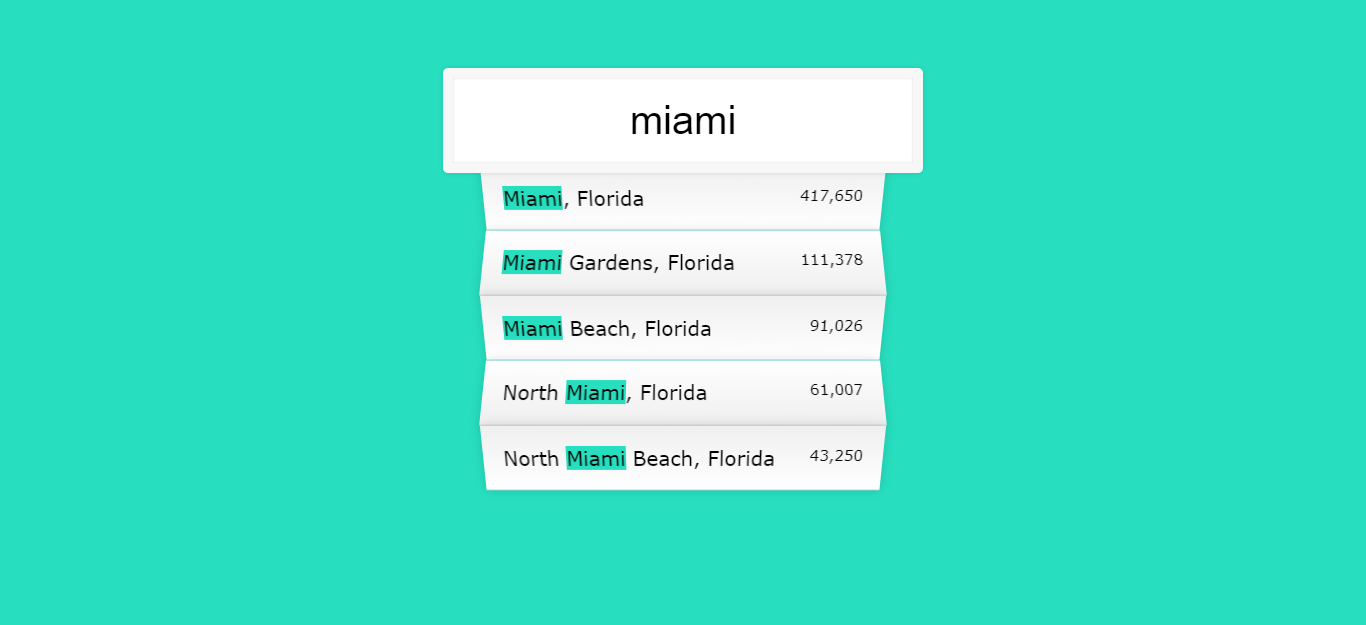 miami
Miami, Florida 417,650
Miami Gardens, Florida 111,378
Miami Beach, Florida 91,026
North Miami, Florida 61,007
North Miami Beach, Florida 43,250